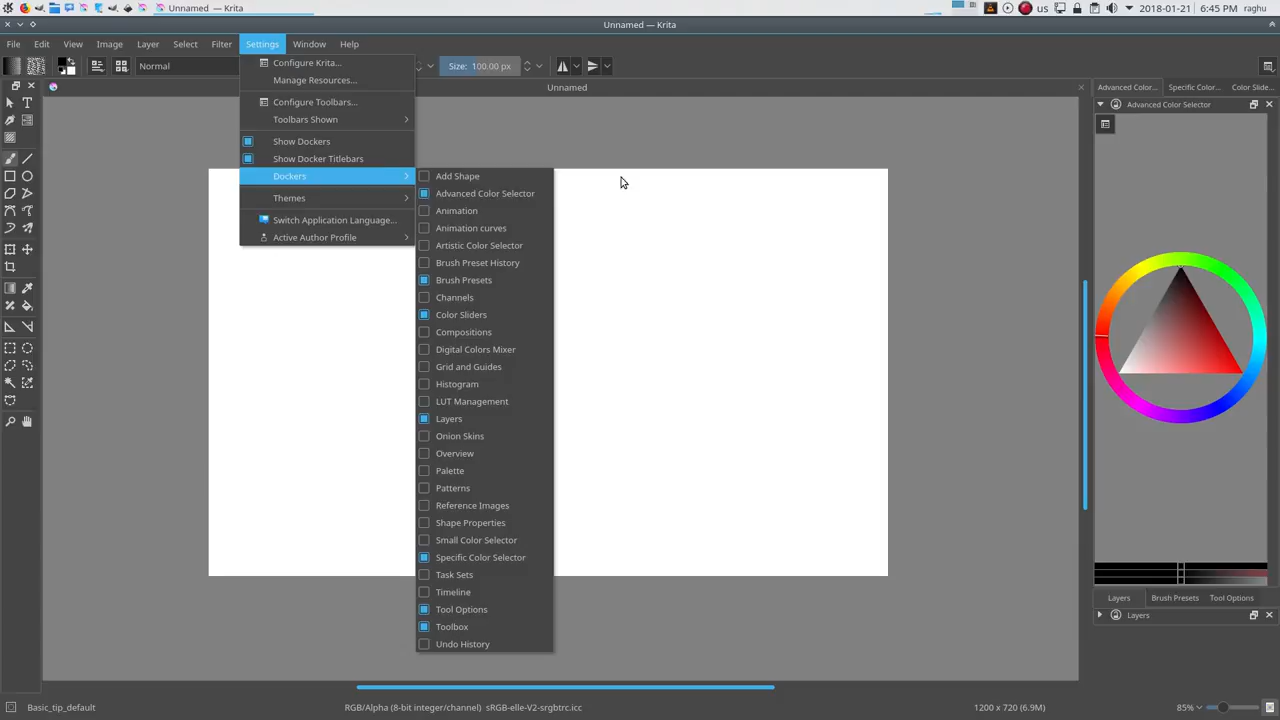 Unnamed — Krita
us
2018-01-21
6:45 PM
raghu
Unnamed — Krita
File Edit View Image Layer Select Filter Settings Window Help
Normal
Size: 100.00 px
Configure Krita...
Manage Resources...
Configure Toolbars...
Toolbars Shown
Show Dockers
Show Docker Titlebars
Dockers
Themes
Switch Application Language...
Active Author Profile
Add Shape
Advanced Color Selector
Animation
Animation curves
Artistic Color Selector
Brush Preset History
Brush Presets
Channels
Color Sliders
Compositions
Digital Colors Mixer
Grid and Guides
Histogram
LUT Management
Layers
Onion Skins
Overview
Palette
Patterns
Reference Images
Shape Properties
Small Color Selector
Specific Color Selector
Task Sets
Timeline
Tool Options
Toolbox
Undo History
Unnamed
Advanced Color... Specific Color... Color Slide...
Advanced Color Selector
Layers Brush Presets Tool Options
Layers
Basic_tip_default
RGB/Alpha (8-bit integer/channel) sRGB-elle-V2-srgbtrc.icc
1200 x 720 (6.9M)
85%